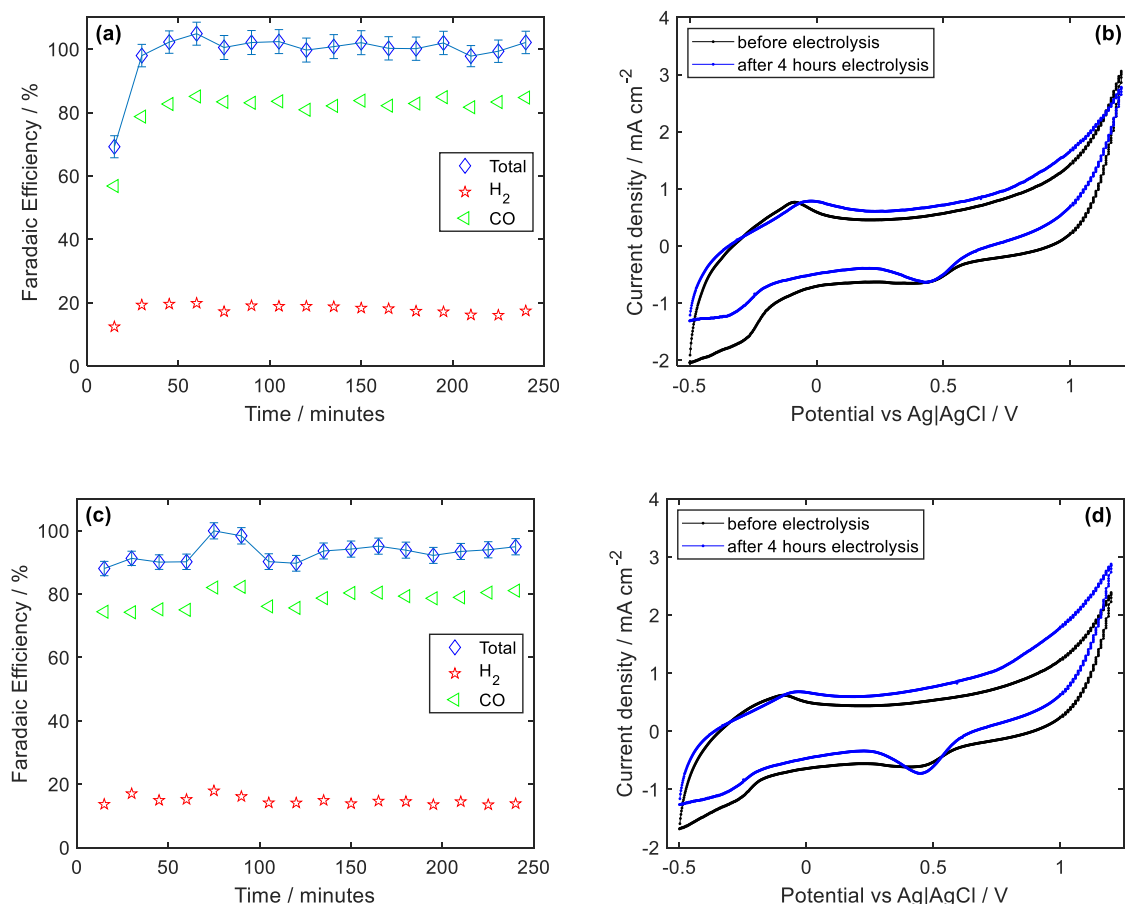 (a)
Faradaic Efficiency / %
100
80
60
40
20
0
Total
H2
CO
0 50 100 150 200 250
Time / minutes
(b)
before electrolysis
after 4 hours electrolysis
Current density / mA cm-2
4
3
2
1
0
-1
-2
-0.5 0 0.5 1
Potential vs Ag|AgCl / V
(c)
Faradaic Efficiency / %
100
80
60
40
20
0
Total
H2
CO
0 50 100 150 200 250
Time / minutes
(d)
before electrolysis
after 4 hours electrolysis
Current density / mA cm-2
4
3
2
1
0
-1
-2
-0.5 0 0.5 1
Potential vs Ag|AgCl / V